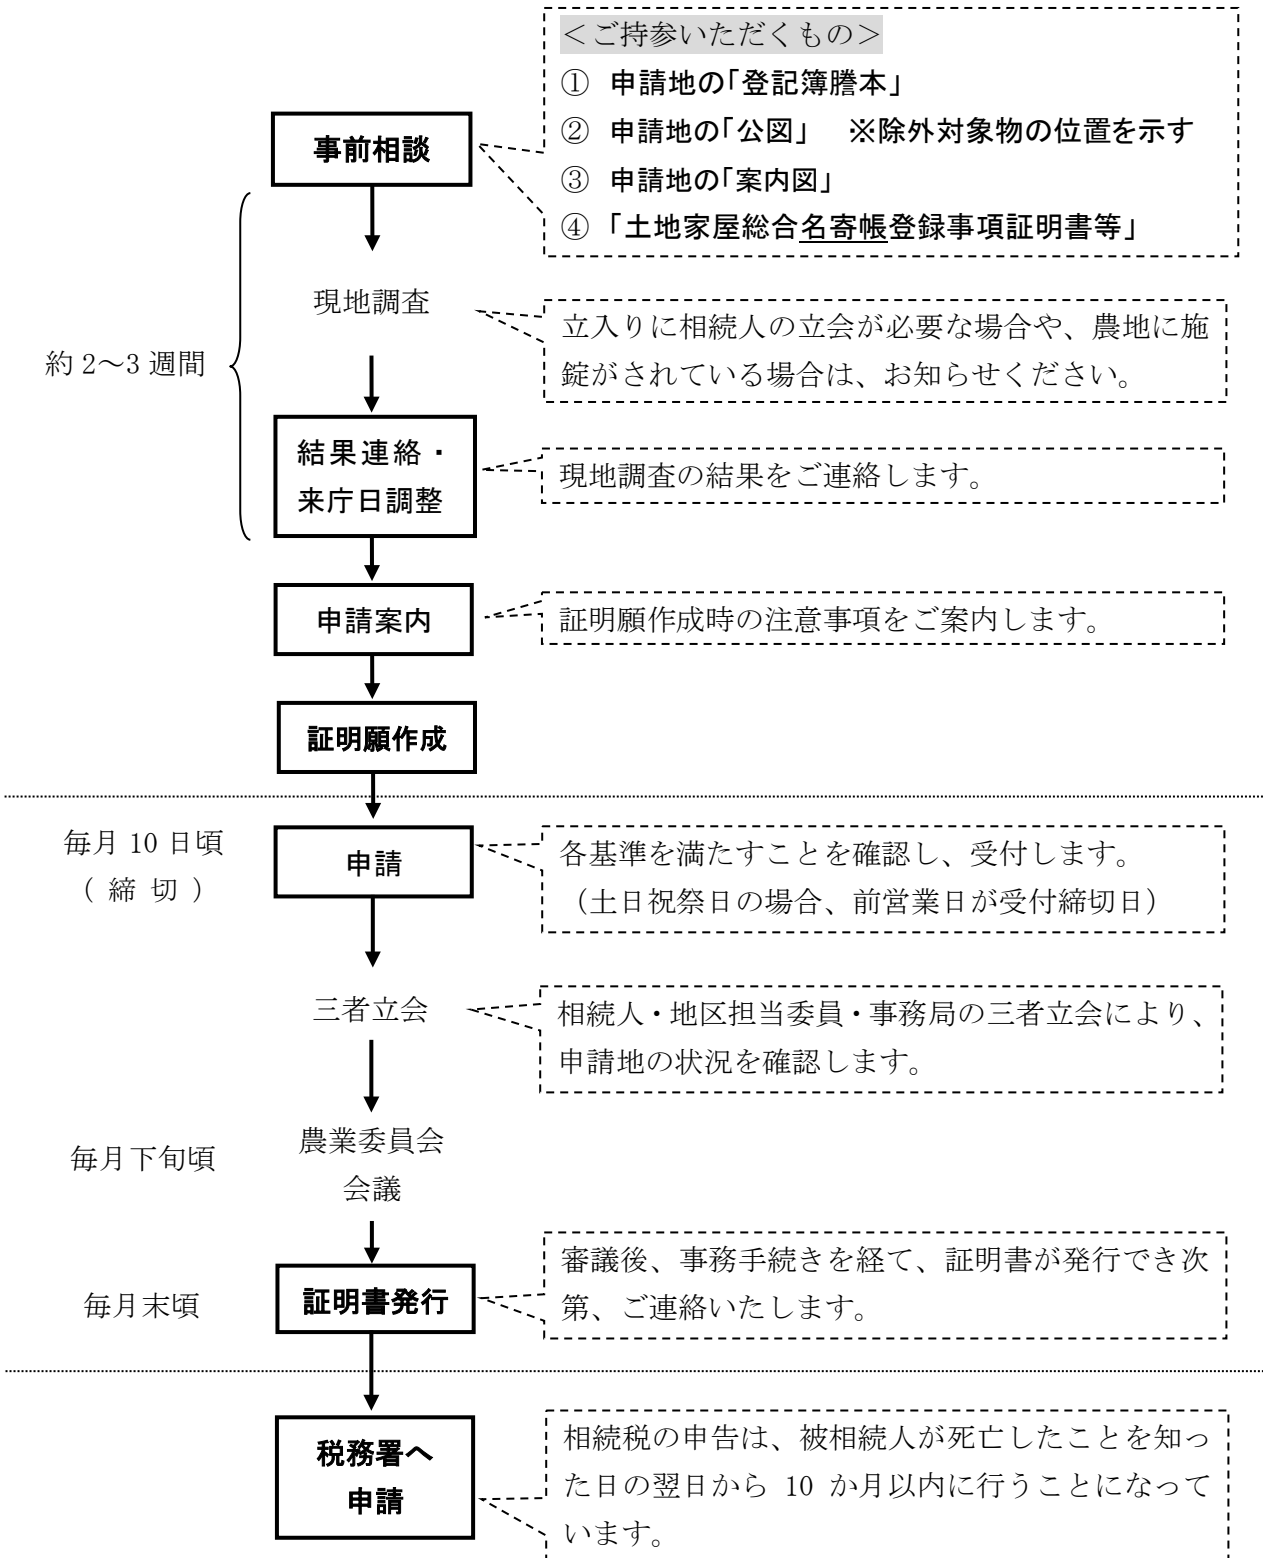 ＜ご持参いただくもの＞
① 申請地の「登記簿謄本」
② 申請地の「公図」　※除外対象物の位置を示す
③ 申請地の「案内図」
④ 「土地家屋総合名寄帳登録事項証明書等」
事前相談
現地調査
立入りに相続人の立会が必要な場合や、農地に施
錠がされている場合は、お知らせください。
約 2～3 週間
結果連絡・
来庁日調整
現地調査の結果をご連絡します。
申請案内
証明願作成時の注意事項をご案内します。
証明願作成
毎月 10 日頃
（ 締 切 ）
申請
各基準を満たすことを確認し、受付します。
（土日祝祭日の場合、前営業日が受付締切日）
三者立会
相続人・地区担当委員・事務局の三者立会により、
申請地の状況を確認します。
毎月下旬頃
農業委員会
会議
毎月末頃
証明書発行
審議後、事務手続きを経て、証明書が発行でき次
第、ご連絡いたします。
税務署へ
申請
相続税の申告は、被相続人が死亡したことを知っ
た日の翌日から 10 か月以内に行うことになって
います。